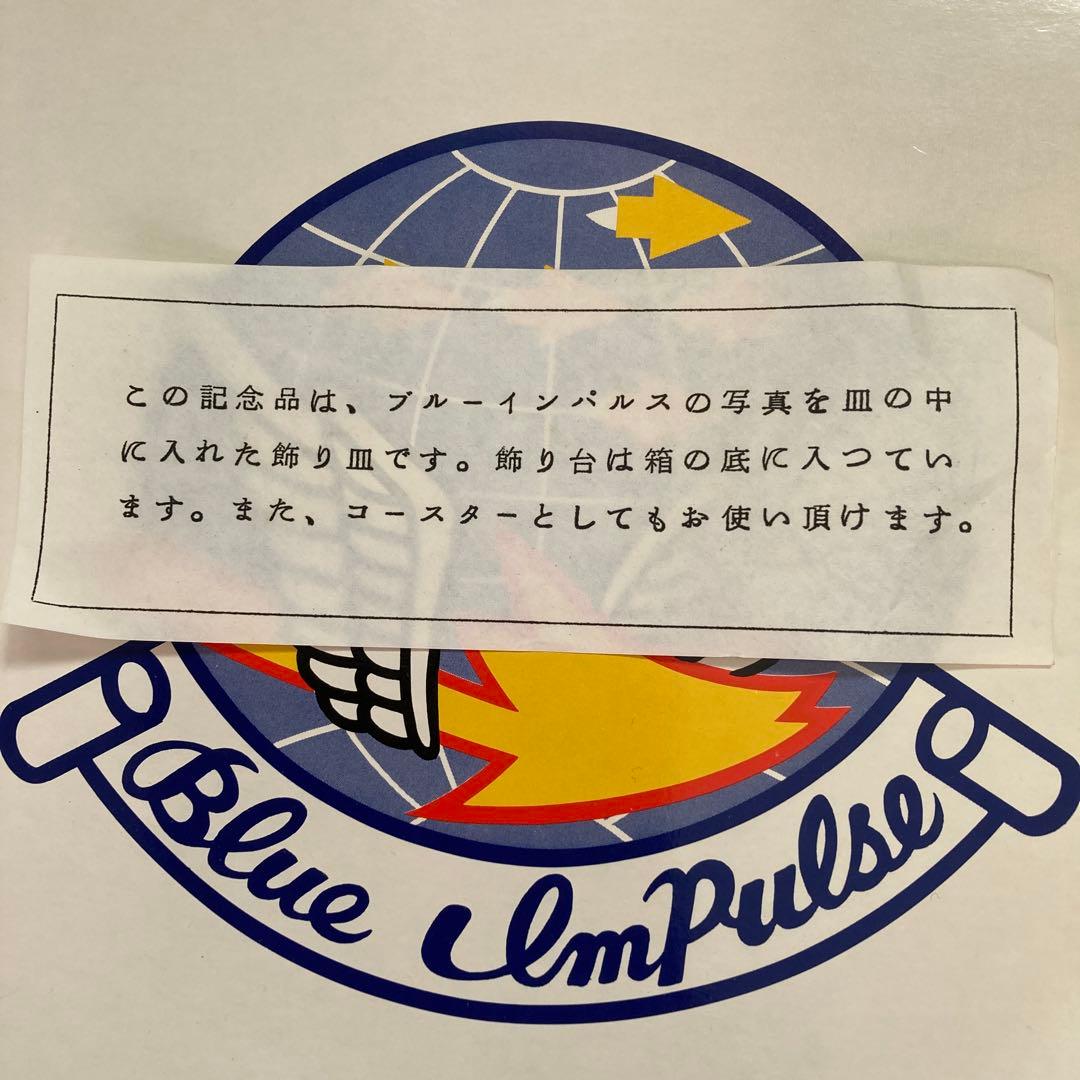 この記念品は、ブルーインパルスの写真を皿の中
に入れた飾り皿です。飾り台は箱の底に入つてい
ます。また、コースターとしてもお使い頂けます。
Blue ImPulse